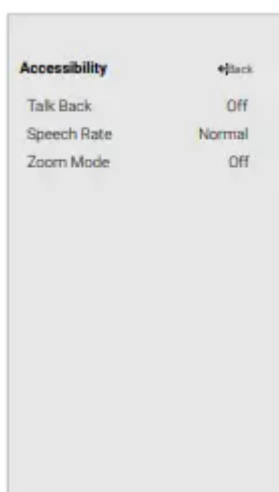 Accessibility Back
Talk Back Off
Speech Rate Normal
Zoom Mode Off